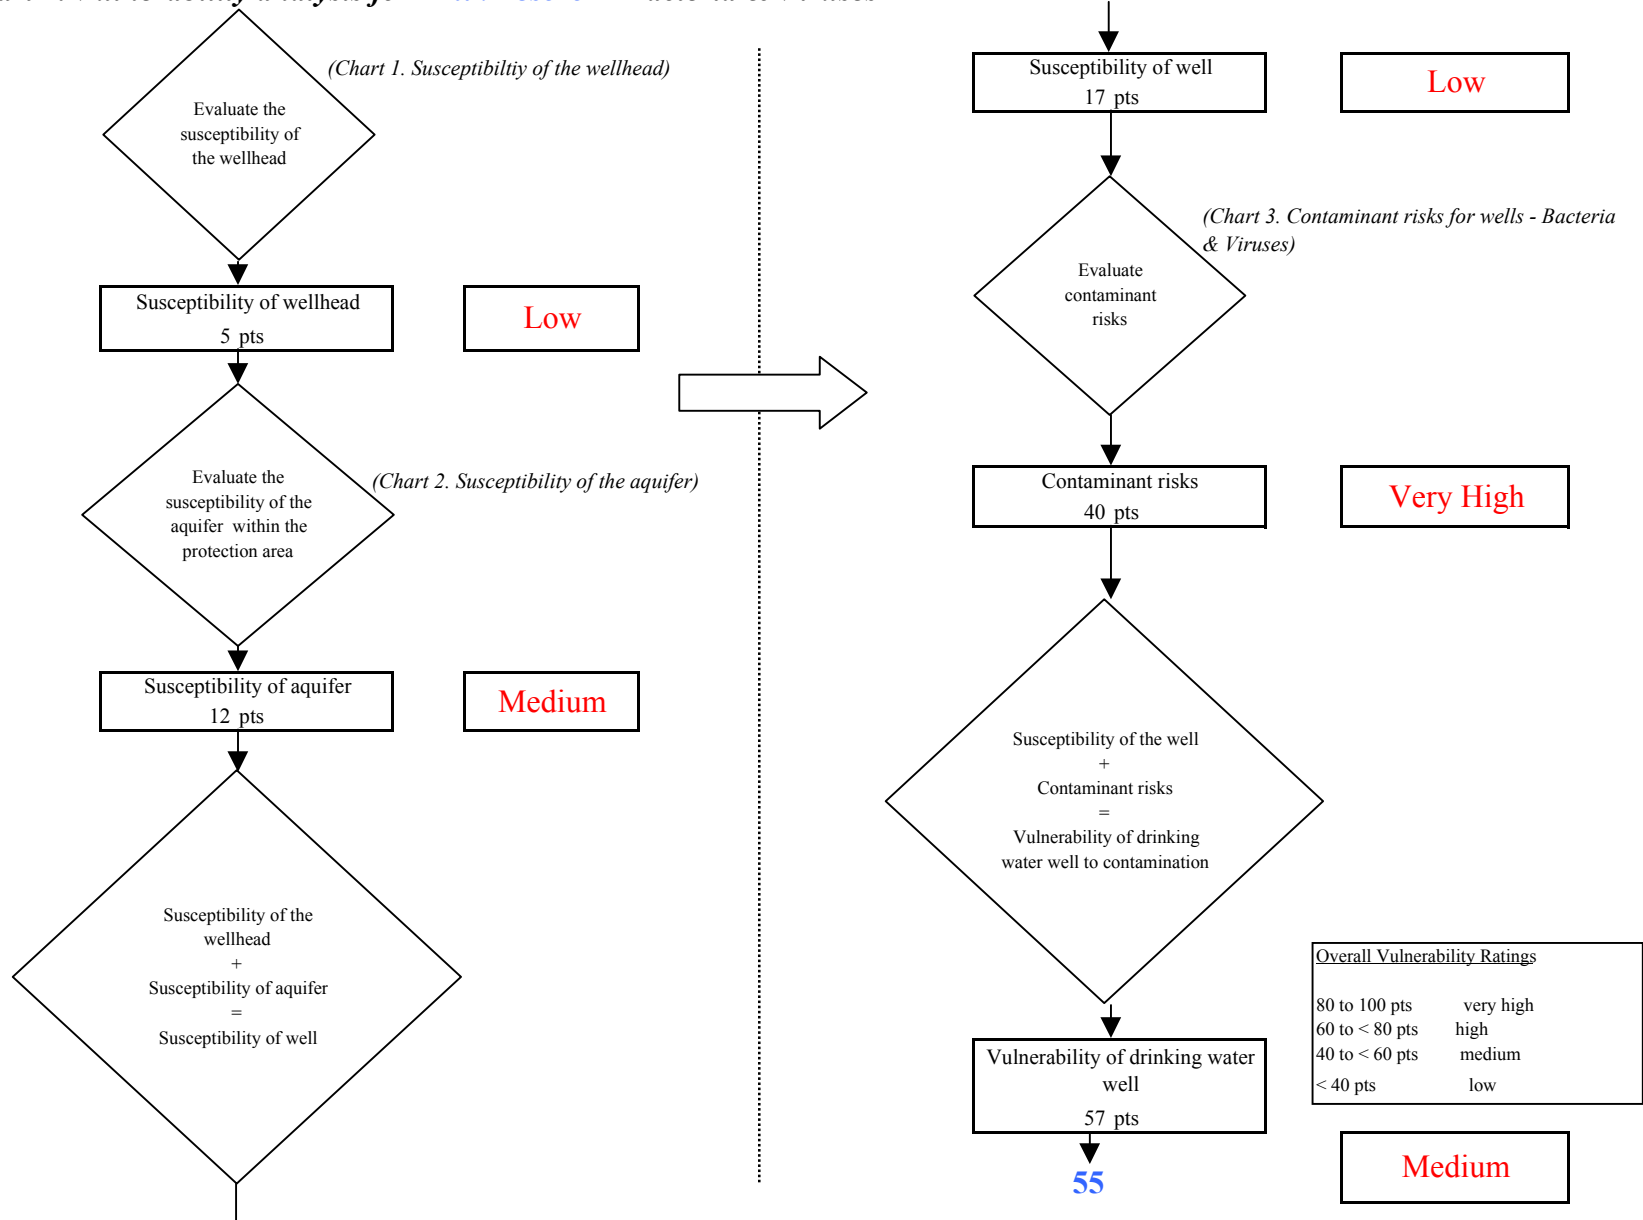 (Chart 1. Susceptibiltiy of the wellhead)
Evaluate the
susceptibility of
the wellhead
Susceptibility of wellhead
5 pts
Low
Evaluate the
susceptibility of the
aquifer within the
protection area
(Chart 2. Susceptibility of the aquifer)
Susceptibility of aquifer
12 pts
Medium
Susceptibility of the
wellhead
+
Susceptibility of aquifer
=
Susceptibility of well
Susceptibility of well
17 pts
Low
(Chart 3. Contaminant risks for wells - Bacteria
& Viruses)
Evaluate
contaminant
risks
Contaminant risks
40 pts
Very High
Susceptibility of the well
+
Contaminant risks
=
Vulnerability of drinking
water well to contamination
Vulnerability of drinking water
well
57 pts
55
Overall Vulnerability Ratings
80 to 100 pts very high
60 to < 80 pts high
40 to < 60 pts medium
< 40 pts low
Medium